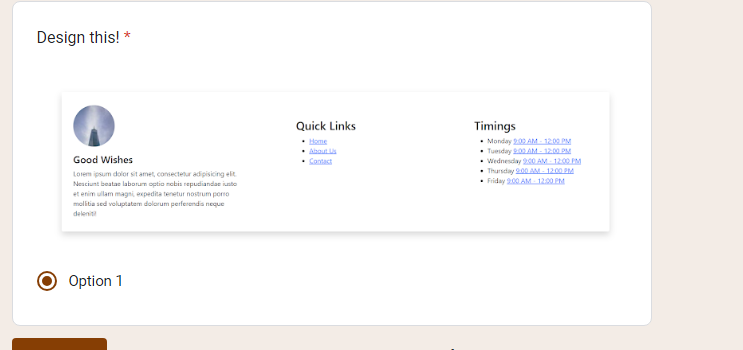 Design this! *
Good Wishes
Lorem ipsum dolor sit amet, consectetur adipisicing elit.
Nesciunt beatae laborum optio nobis repudiandae iusto
et enim ullam magni, expedita tenetur nostrum porro
mollitia sed voluptatem dolorum perferendis neque
deleniti!
Quick Links
Home
About Us
Contact
Timings
Monday 9:00 AM - 12:00 PM
Tuesday 9:00 AM - 12:00 PM
Wednesday 9:00 AM - 12:00 PM
Thursday 9:00 AM - 12:00 PM
Friday 9:00 AM - 12:00 PM
Option 1